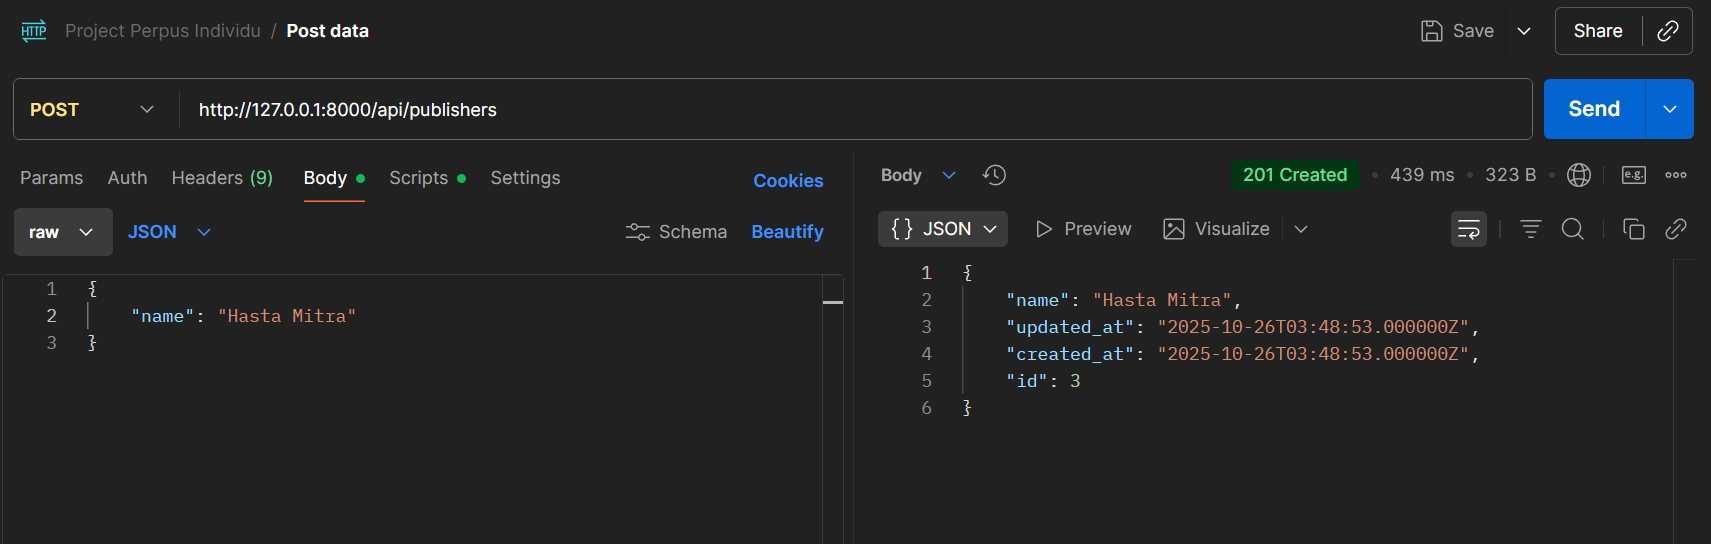 HTTP Project Perpus Individu / Post data Save Share
POST http://127.0.0.1:8000/api/publishers Send
Params Auth Headers (9) Body Scripts Settings Cookies
raw JSON Schema Beautify
1 {
2 "name": "Hasta Mitra"
3 }
Body 201 Created • 439 ms • 323 B • e.g.
{} JSON Preview Visualize
1 {
2 "name": "Hasta Mitra",
3 "updated_at": "2025-10-26T03:48:53.000000Z",
4 "created_at": "2025-10-26T03:48:53.000000Z",
5 "id": 3
6 }